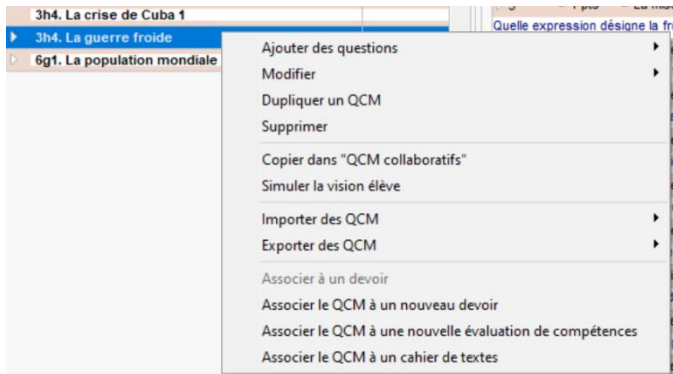 3h4. La crise de Cuba 1
3h4. La guerre froide
6g1. La population mondiale
Quelle expression désigne la
Ajouter des questions
Modifier
Dupliquer un QCM
Supprimer
Copier dans "QCM collaboratifs"
Simuler la vision élève
Importer des QCM
Exporter des QCM
Associer à un devoir
Associer le QCM à un nouveau devoir
Associer le QCM à une nouvelle évaluation de compétences
Associer le QCM à un cahier de textes